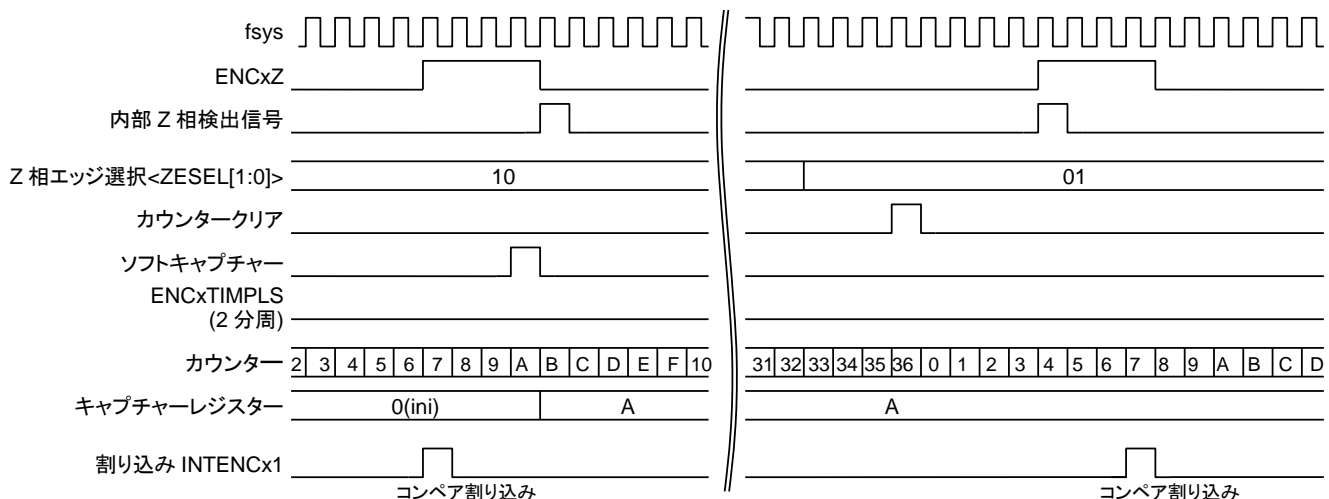 fsys
ENCxZ
内部 Z 相検出信号
Z 相エッジ選択<ZESEL[1:0]> 10 01
カウンタークリア
ソフトキャプチャー
ENCxTIMPLS
(2 分周)
カウンター 2 3 4 5 6 7 8 9 A B C D E F 10 31 32 33 34 35 36 0 1 2 3 4 5 6 7 8 9 A B C D
キャプチャーレジスター 0(ini) A A
割り込み INTENCx1
コンペア割り込み コンペア割り込み